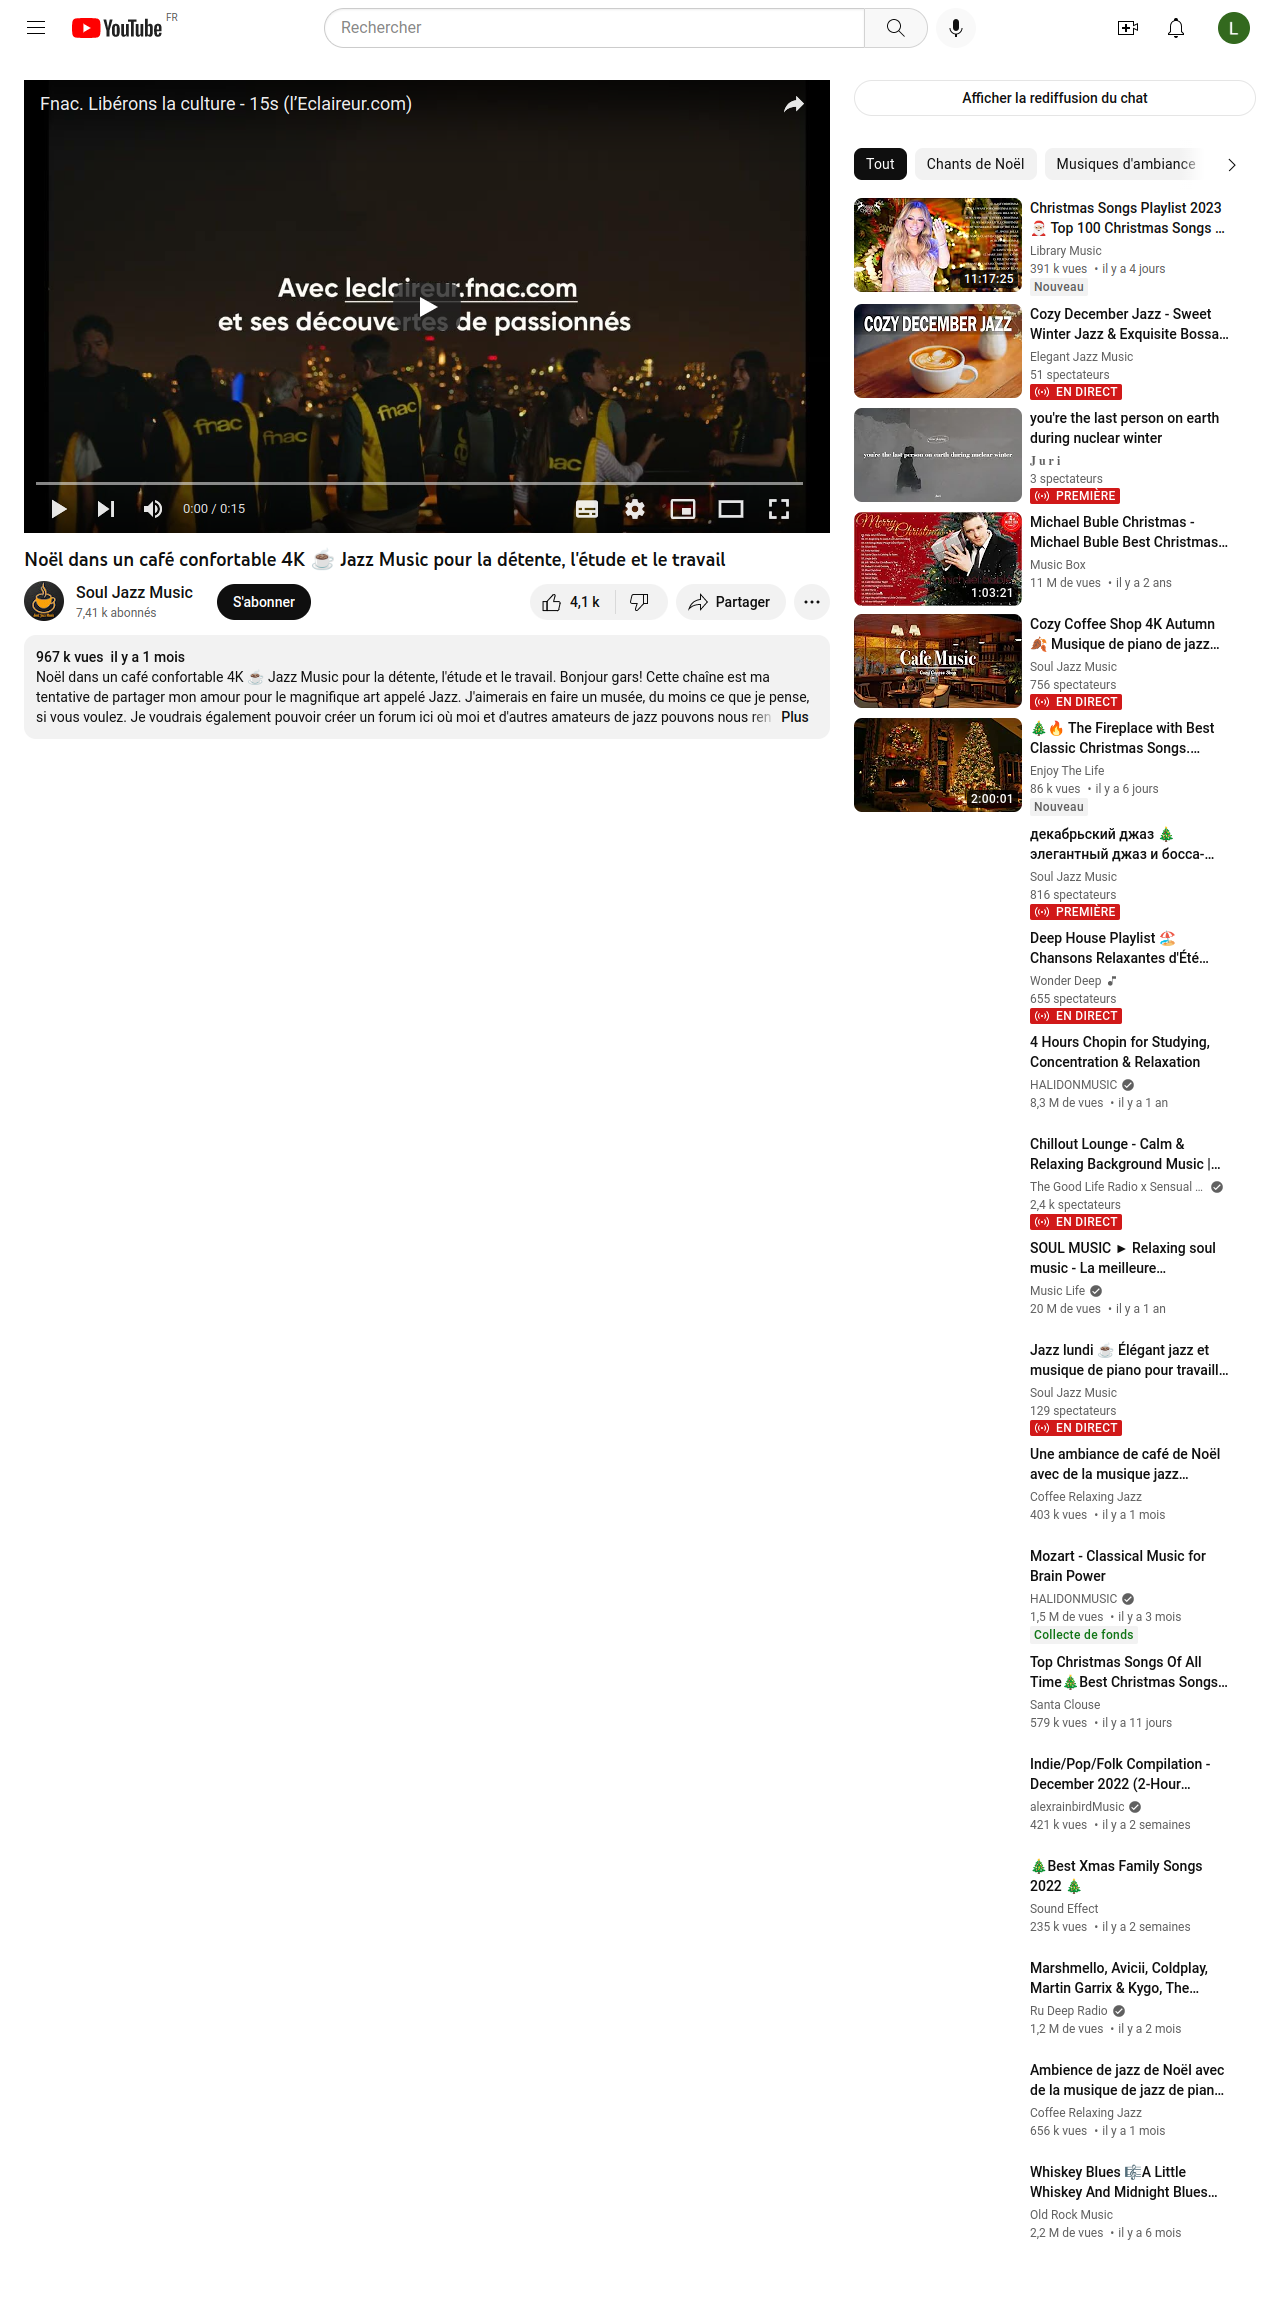 YouTube FR
Rechercher
L
Fnac. Libérons la culture - 15s (l'Eclaireur.com)
Avec leclaireur.fnac.com
et ses découvertes de passionnés
fnac
fnac
fnac
fnac
0:00 / 0:15
Noël dans un café confortable 4K ☕ Jazz Music pour la détente, l'étude et le travail
Soul Jazz Music
7,41 k abonnés
S'abonner
4,1 k
Partager
967 k vues il y a 1 mois
Noël dans un café confortable 4K ☕ Jazz Music pour la détente, l'étude et le travail. Bonjour gars! Cette chaîne est ma
tentative de partager mon amour pour le magnifique art appelé Jazz. J'aimerais en faire un musée, du moins ce que je pense,
si vous voulez. Je voudrais également pouvoir créer un forum ici où moi et d'autres amateurs de jazz pouvons nous ren Plus
Afficher la rediffusion du chat
Tout
Chants de Noël
Musiques d'ambiance
11:17:25
Christmas Songs Playlist 2023
🎅🏻 Top 100 Christmas Songs ...
Library Music
391 k vues • il y a 4 jours
Nouveau
COZY DECEMBER JAZZ
Cozy December Jazz - Sweet
Winter Jazz & Exquisite Bossa...
Elegant Jazz Music
51 spectateurs
EN DIRECT
you're the last person on earth during nuclear winter
you're the last person on earth
during nuclear winter
J u r i
3 spectateurs
PREMIÈRE
Merry Christmas
1:03:21
Michael Buble Christmas -
Michael Buble Best Christmas...
Music Box
11 M de vues • il y a 2 ans
Cafe Music
Cozy Coffee Shop
Cozy Coffee Shop 4K Autumn
🍂 Musique de piano de jazz...
Soul Jazz Music
756 spectateurs
EN DIRECT
2:00:01
🎄🔥 The Fireplace with Best
Classic Christmas Songs....
Enjoy The Life
86 k vues • il y a 6 jours
Nouveau
декабрьский джаз 🎄
элегантный джаз и босса-...
Soul Jazz Music
816 spectateurs
PREMIÈRE
Deep House Playlist 🏖️
Chansons Relaxantes d'Été...
Wonder Deep
655 spectateurs
EN DIRECT
4 Hours Chopin for Studying,
Concentration & Relaxation
HALIDONMUSIC
8,3 M de vues • il y a 1 an
Chillout Lounge - Calm &
Relaxing Background Music |...
The Good Life Radio x Sensual ...
2,4 k spectateurs
EN DIRECT
SOUL MUSIC ► Relaxing soul
music - La meilleure...
Music Life
20 M de vues • il y a 1 an
Jazz lundi ☕ Élégant jazz et
musique de piano pour travaill...
Soul Jazz Music
129 spectateurs
EN DIRECT
Une ambiance de café de Noël
avec de la musique jazz...
Coffee Relaxing Jazz
403 k vues • il y a 1 mois
Mozart - Classical Music for
Brain Power
HALIDONMUSIC
1,5 M de vues • il y a 3 mois
Collecte de fonds
Top Christmas Songs Of All
Time🎄Best Christmas Songs...
Santa Clouse
579 k vues • il y a 11 jours
Indie/Pop/Folk Compilation -
December 2022 (2-Hour...
alexrainbirdMusic
421 k vues • il y a 2 semaines
🎄Best Xmas Family Songs
2022 🎄
Sound Effect
235 k vues • il y a 2 semaines
Marshmello, Avicii, Coldplay,
Martin Garrix & Kygo, The...
Ru Deep Radio
1,2 M de vues • il y a 2 mois
Ambience de jazz de Noël avec
de la musique de jazz de pian...
Coffee Relaxing Jazz
656 k vues • il y a 1 mois
Whiskey Blues 🎼A Little
Whiskey And Midnight Blues...
Old Rock Music
2,2 M de vues • il y a 6 mois